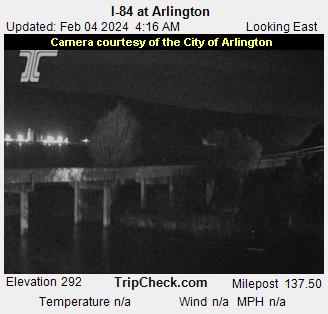 I-84 at Arlington
Updated: Feb 04 2024 4:16 AM Looking East
Camera courtesy of the City of Arlington
Elevation 292 TripCheck.com Milepost 137.50
Temperature n/a Wind n/a MPH n/a